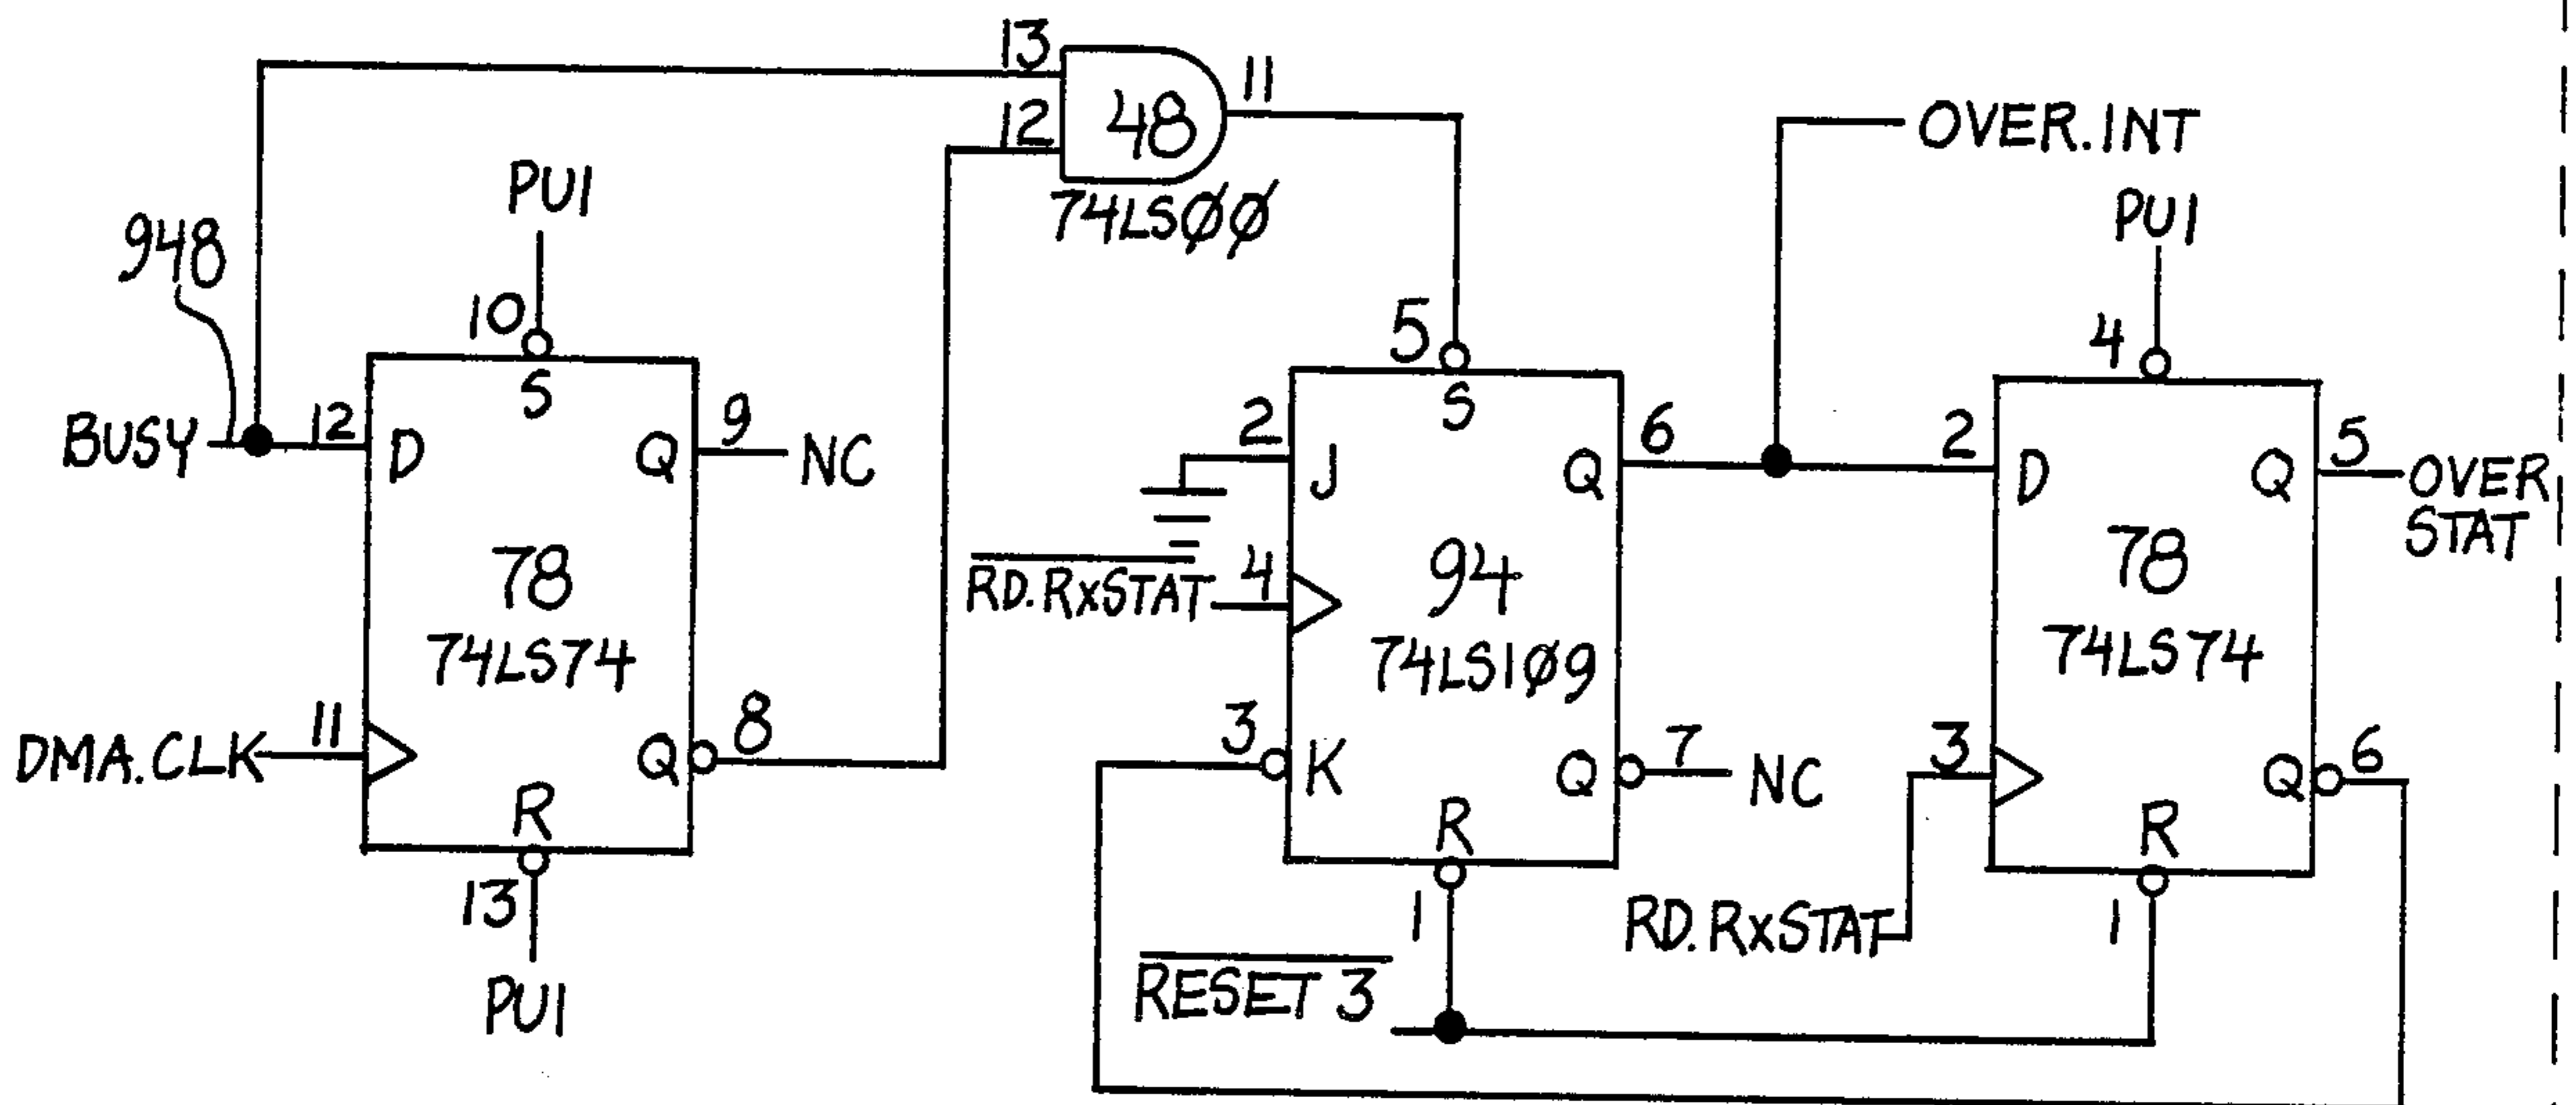 13
11
48
12
74LSØØ
OVER.INT
PU1
948
PU1
10
5
4
BUSY
12
D
S
Q
9
NC
2
J
S
Q
6
2
D
Q
5
OVER
STAT
78
74LS74
RD.RxSTAT
4
94
74LS1Ø9
78
74LS74
DMA.CLK
11
Q
8
3
K
Q
7
NC
3
Q
6
R
13
PU1
R
1
RESET 3
RD.RxSTAT
R
1